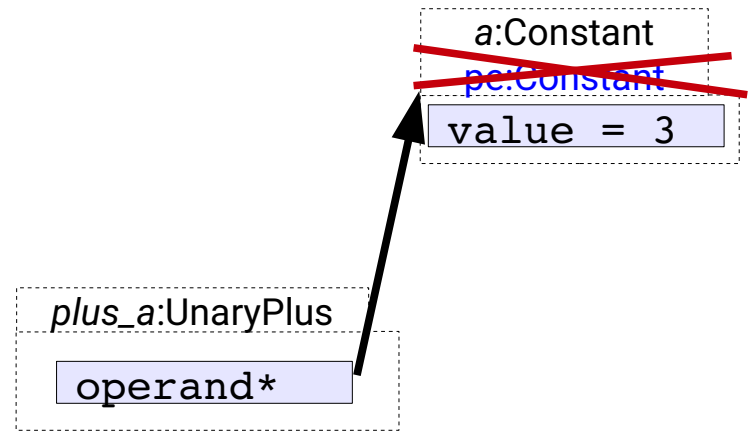 a:Constant
pc:Constant
value = 3
plus_a:UnaryPlus
operand*